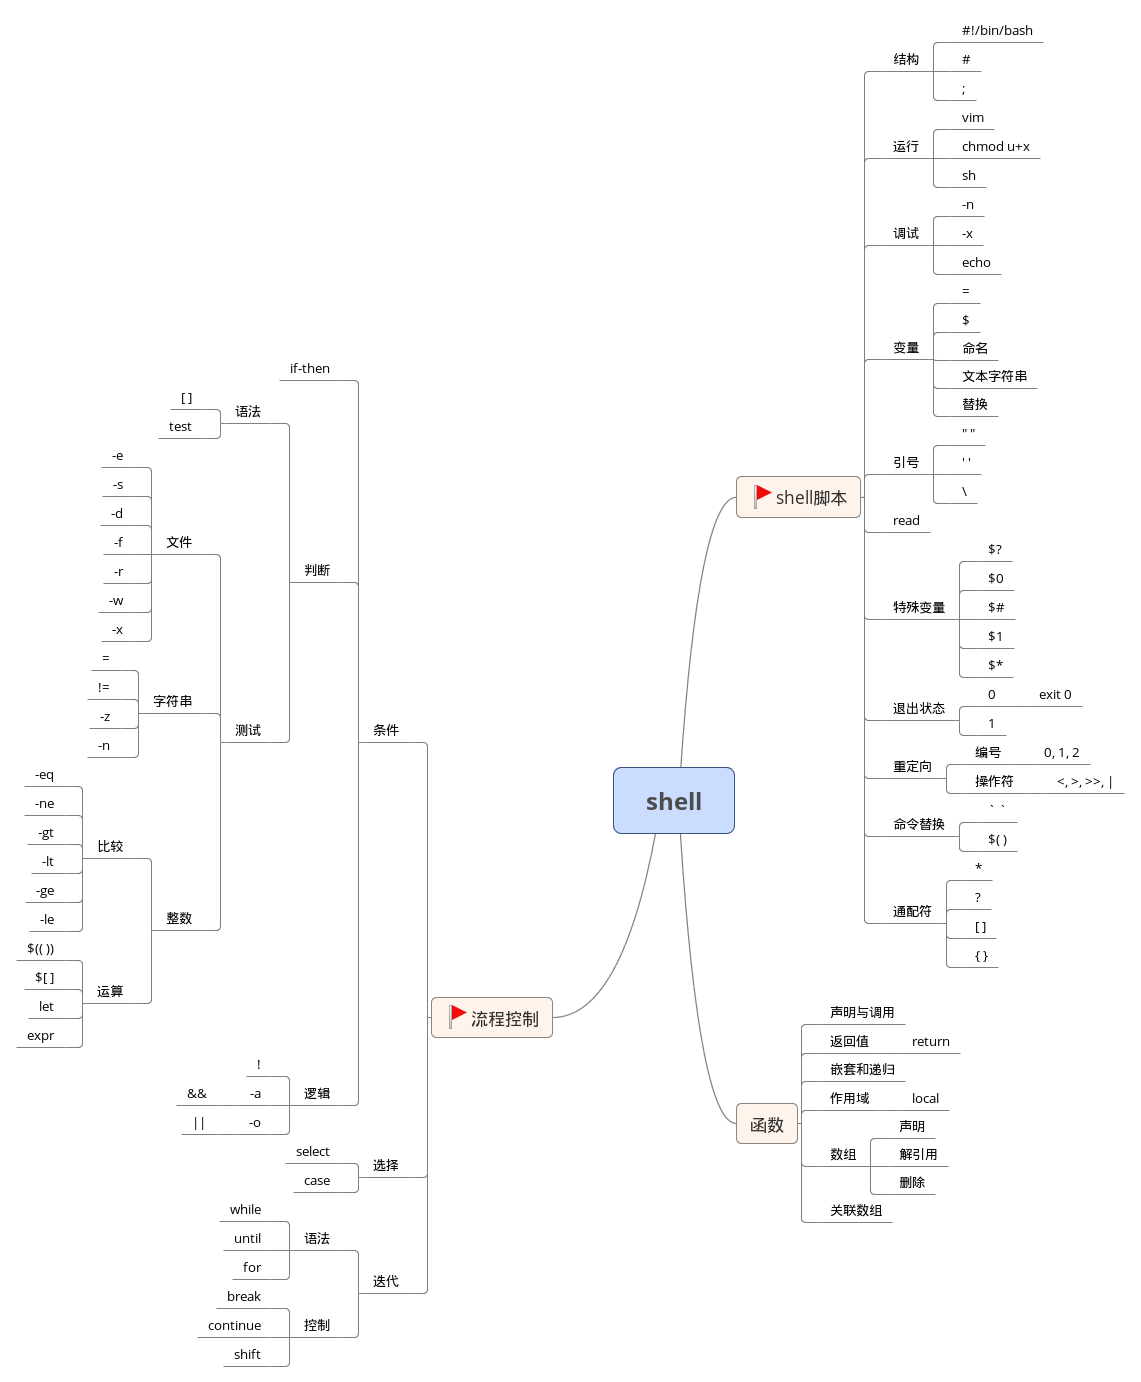 shell
shell脚本
结构
#!/bin/bash
#
;
运行
vim
chmod u+x
sh
调试
-n
-x
echo
变量
=
$
命名
文本字符串
替换
引号
" "
' '
\
read
特殊变量
$?
$0
$#
$1
$*
退出状态
0
exit 0
1
重定向
编号
0, 1, 2
操作符
<, >, >>, |
命令替换
` `
$( )
通配符
*
?
[ ]
{ }
函数
声明与调用
返回值
return
嵌套和递归
作用域
local
数组
声明
解引用
删除
关联数组
流程控制
条件
if-then
判断
语法
[ ]
test
测试
文件
-e
-s
-d
-f
-r
-w
-x
字符串
=
!=
-z
-n
整数
比较
-eq
-ne
-gt
-lt
-ge
-le
运算
$(( ))
$[ ]
let
expr
逻辑
!
-a
&&
-o
||
选择
select
case
迭代
语法
while
until
for
控制
break
continue
shift